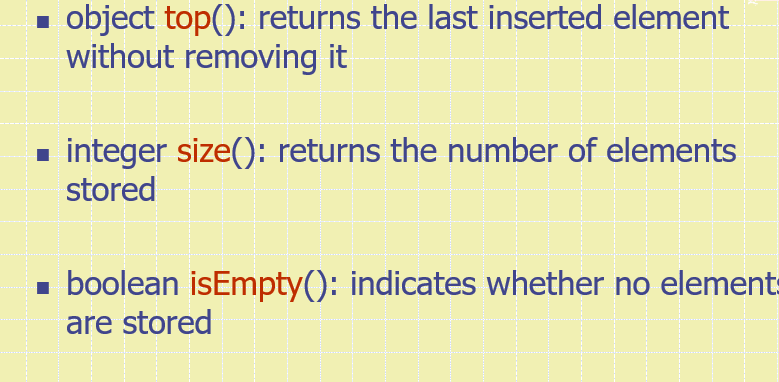 ▪ object top(): returns the last inserted element
without removing it
▪ integer size(): returns the number of elements
stored
▪ boolean isEmpty(): indicates whether no elements
are stored